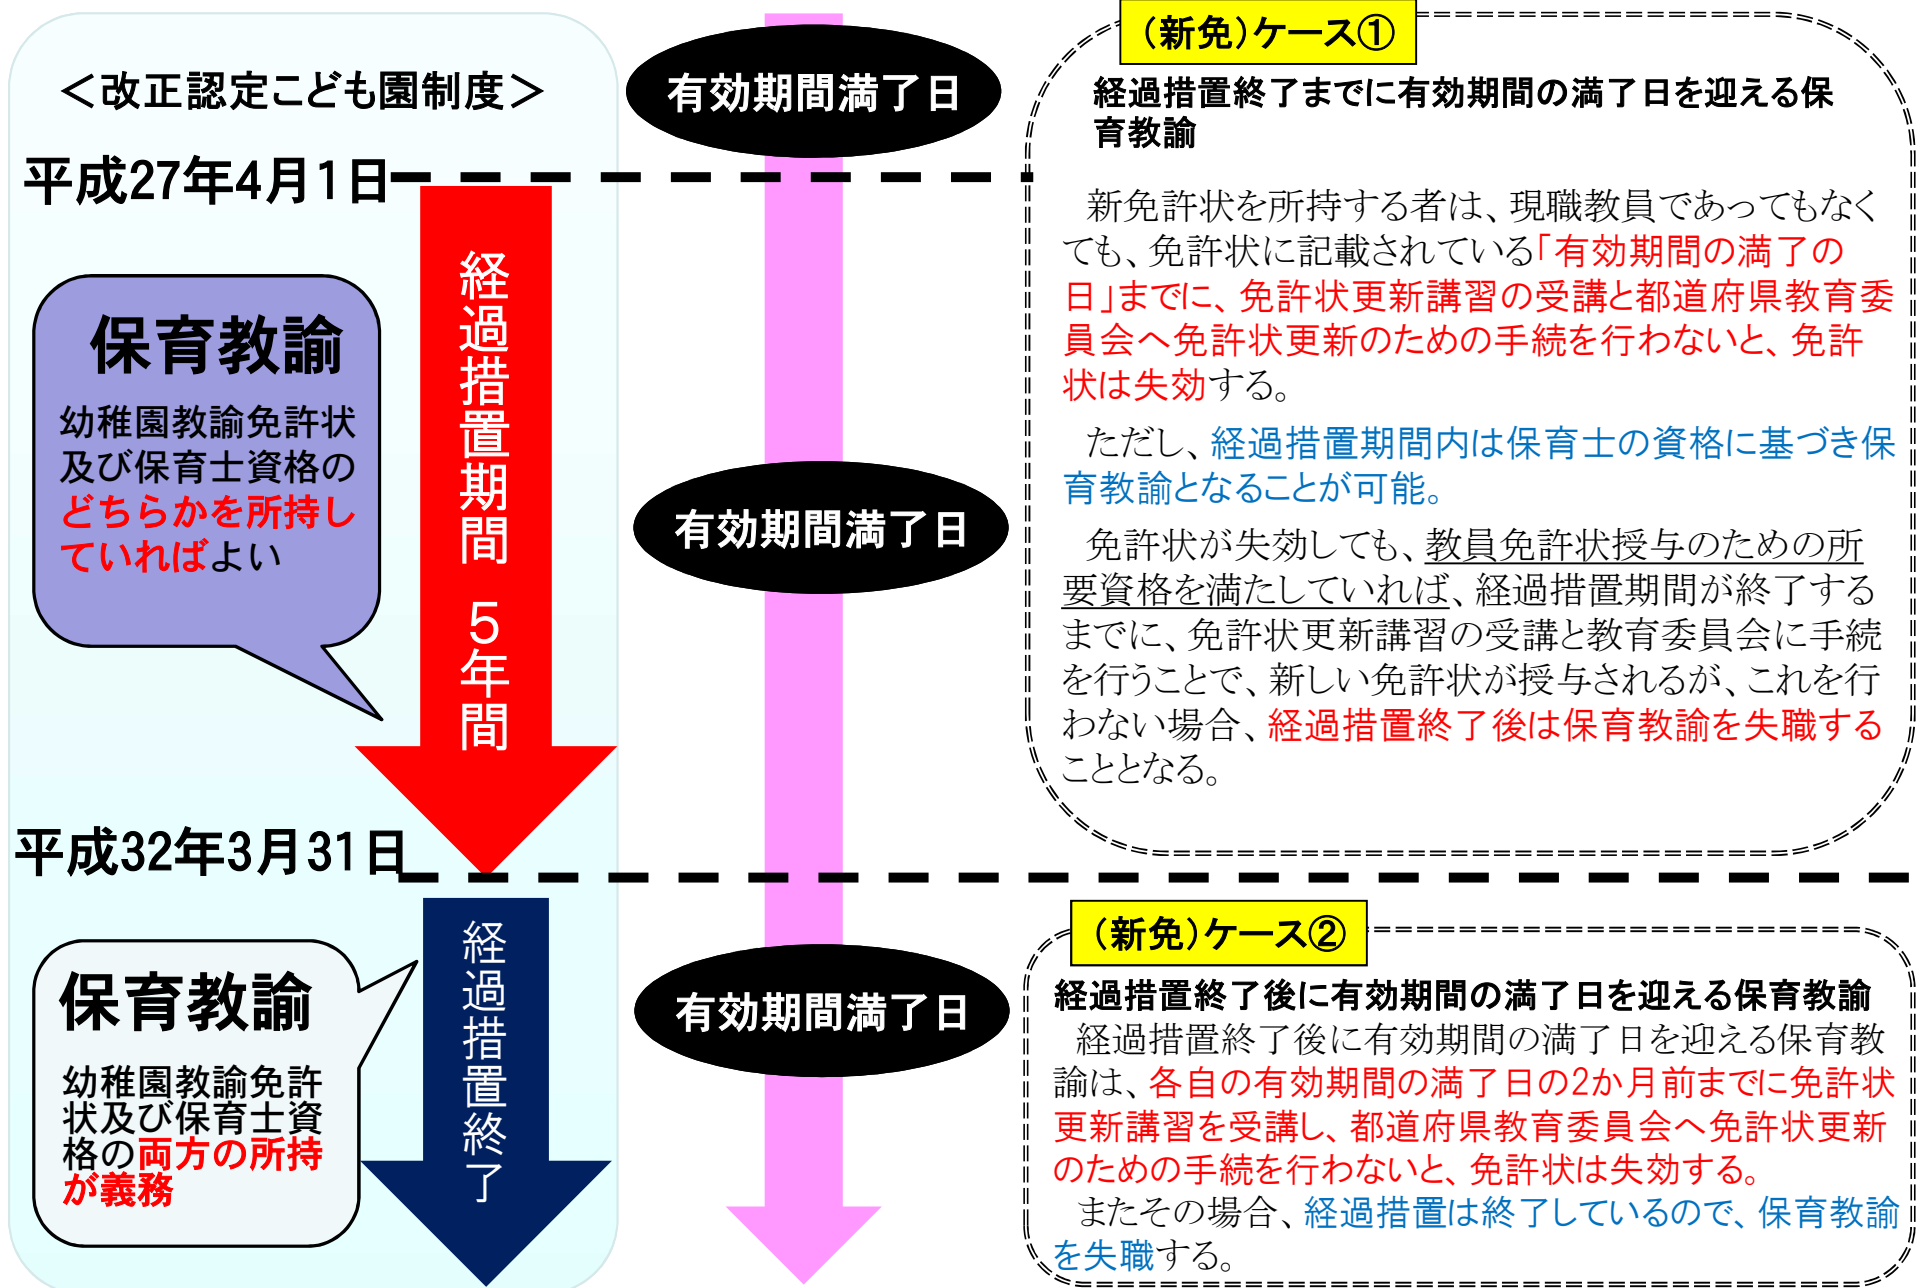 ＜改正認定こども園制度＞
平成27年4月1日
経過措置期間　５年間
保育教諭
幼稚園教諭免許状
及び保育士資格の
どちらかを所持し
ていればよい
平成32年3月31日
経過措置終了
保育教諭
幼稚園教諭免許
状及び保育士資
格の両方の所持
が義務
有効期間満了日
有効期間満了日
有効期間満了日
（新免）ケース①
経過措置終了までに有効期間の満了日を迎える保
育教諭
新免許状を所持する者は、現職教員であってもなく
ても、免許状に記載されている「有効期間の満了の
日」までに、免許状更新講習の受講と都道府県教育委
員会へ免許状更新のための手続を行わないと、免許
状は失効する。
ただし、経過措置期間内は保育士の資格に基づき保
育教諭となることが可能。
免許状が失効しても、教員免許状授与のための所
要資格を満たしていれば、経過措置期間が終了する
までに、免許状更新講習の受講と教育委員会に手続
を行うことで、新しい免許状が授与されるが、これを行
わない場合、経過措置終了後は保育教諭を失職する
こととなる。
（新免）ケース②
経過措置終了後に有効期間の満了日を迎える保育教諭
経過措置終了後に有効期間の満了日を迎える保育教
諭は、各自の有効期間の満了日の2か月前までに免許状
更新講習を受講し、都道府県教育委員会へ免許状更新
のための手続を行わないと、免許状は失効する。
またその場合、経過措置は終了しているので、保育教諭
を失職する。